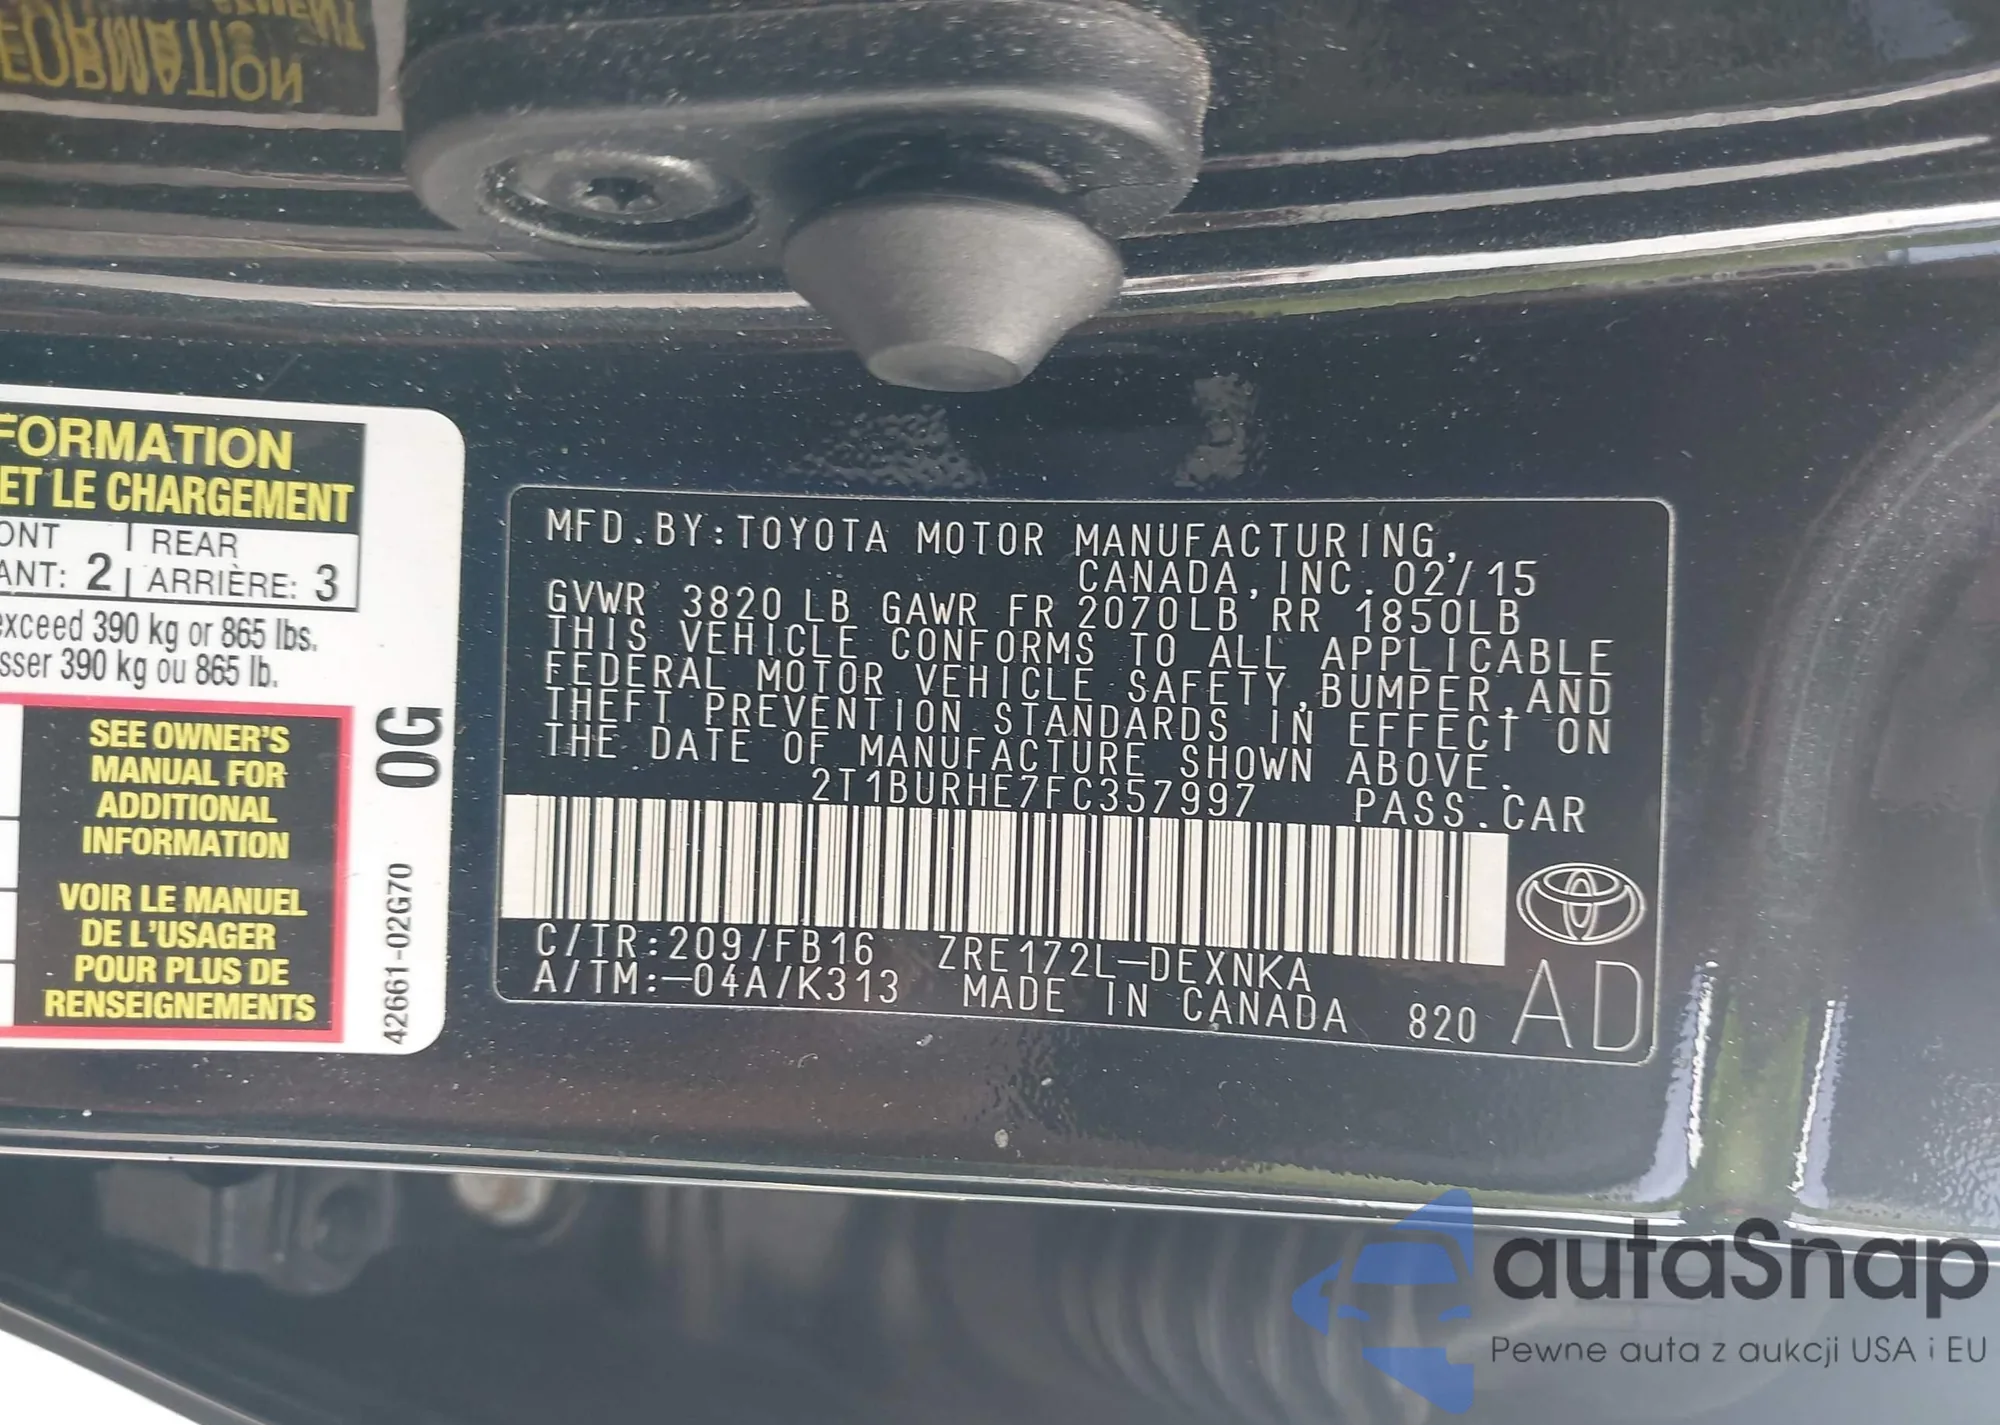 FORMATION
ET LE CHARGEMENT
ONT | REAR
ANT: 2 | ARRIÈRE: 3
exceed 390 kg or 865 lbs.
sser 390 kg ou 865 lb.
SEE OWNER'S
MANUAL FOR
ADDITIONAL
INFORMATION
VOIR LE MANUEL
DE L'USAGER
POUR PLUS DE
RENSEIGNEMENTS
42661-02G70 0G
MFD.BY:TOYOTA MOTOR MANUFACTURING,
CANADA,INC. 02/15
GVWR 3820LB GAWR FR 2070LB RR 1850LB
THIS VEHICLE CONFORMS TO ALL APPLICABLE
FEDERAL MOTOR VEHICLE SAFETY,BUMPER,AND
THEFT PREVENTION STANDARDS IN EFFECT ON
THE DATE OF MANUFACTURE SHOWN ABOVE.
2T1BURHE7FC357997 PASS.CAR
C/TR:209/FB16 ZRE172L-DEXNKA
A/TM:-04A/K313 MADE IN CANADA 820 AD
autaSnap
Pewne auta z aukcji USA i EU